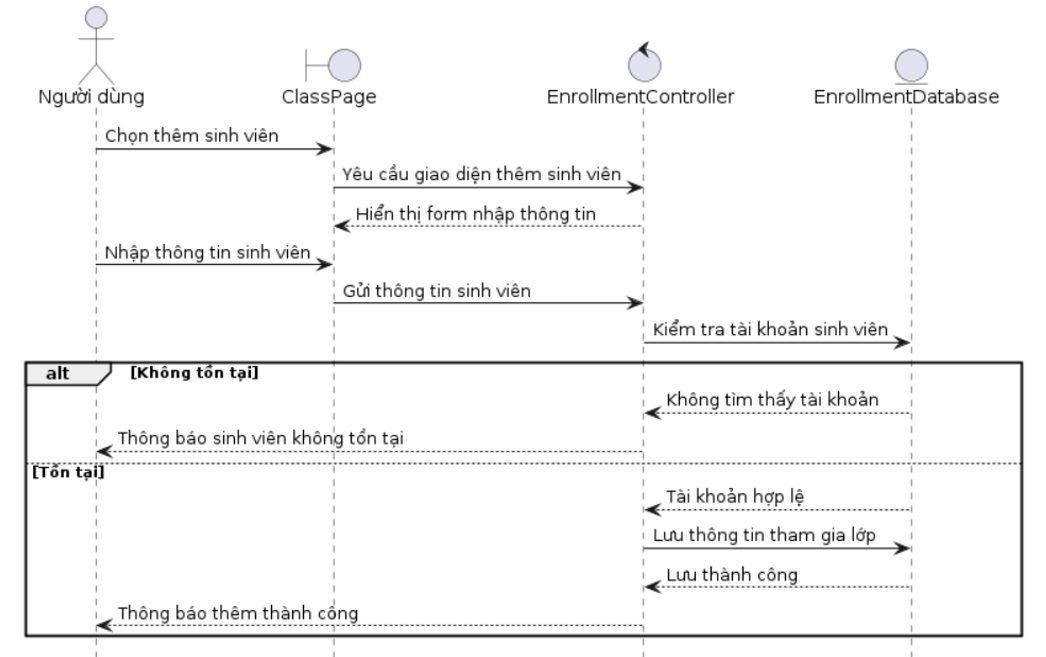 Người dùng
ClassPage
EnrollmentController
EnrollmentDatabase
Chọn thêm sinh viên
Yêu cầu giao diện thêm sinh viên
Hiển thị form nhập thông tin
Nhập thông tin sinh viên
Gửi thông tin sinh viên
Kiểm tra tài khoản sinh viên
alt
[Không tồn tại]
Không tìm thấy tài khoản
Thông báo sinh viên không tồn tại
[Tồn tại]
Tài khoản hợp lệ
Lưu thông tin tham gia lớp
Lưu thành công
Thông báo thêm thành công